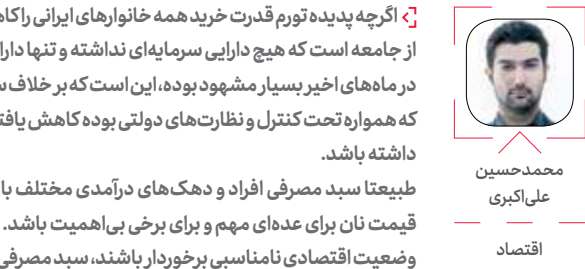 اگرچه پدیده تورم قدرت خرید همه خانوارهای ایرانی را
از جامعه است که هیچ دارایی سرمایه‌ای نداشته و تنها
در ماه‌های اخیر بسیار مشهود بوده، این است که بر خلاف
که همواره تحت کنترل و نظارت‌های دولتی بوده کاهش
داشته باشد.
طبیعتا سبد مصرفی افراد و دهک‌های درآمدی مختلف با
قیمت نان برای عده‌ای مهم و برای برخی بی‌اهمیت باشد.
وضعیت اقتصادی نامناسبی برخوردار باشند، سبد مصرفی
محمدحسین
علی‌اکبری
اقتصاد